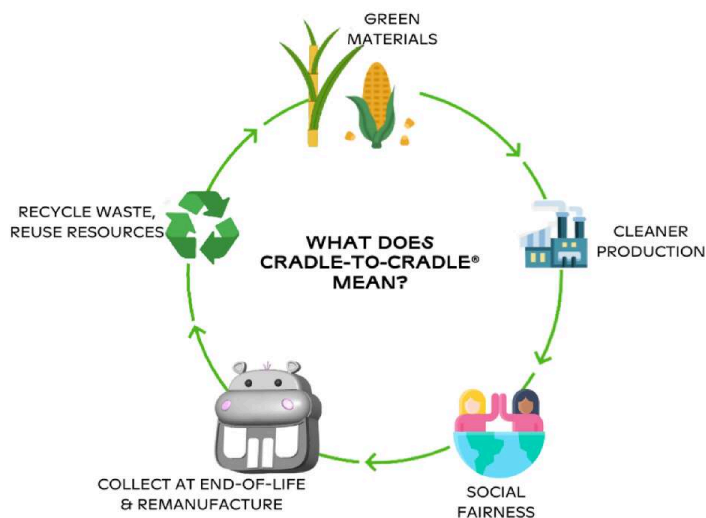 GREEN
MATERIALS
CLEANER
PRODUCTION
SOCIAL
FAIRNESS
COLLECT AT END-OF-LIFE
& REMANUFACTURE
RECYCLE WASTE,
REUSE RESOURCES
WHAT DOES
CRADLE-TO-CRADLE®
MEAN?